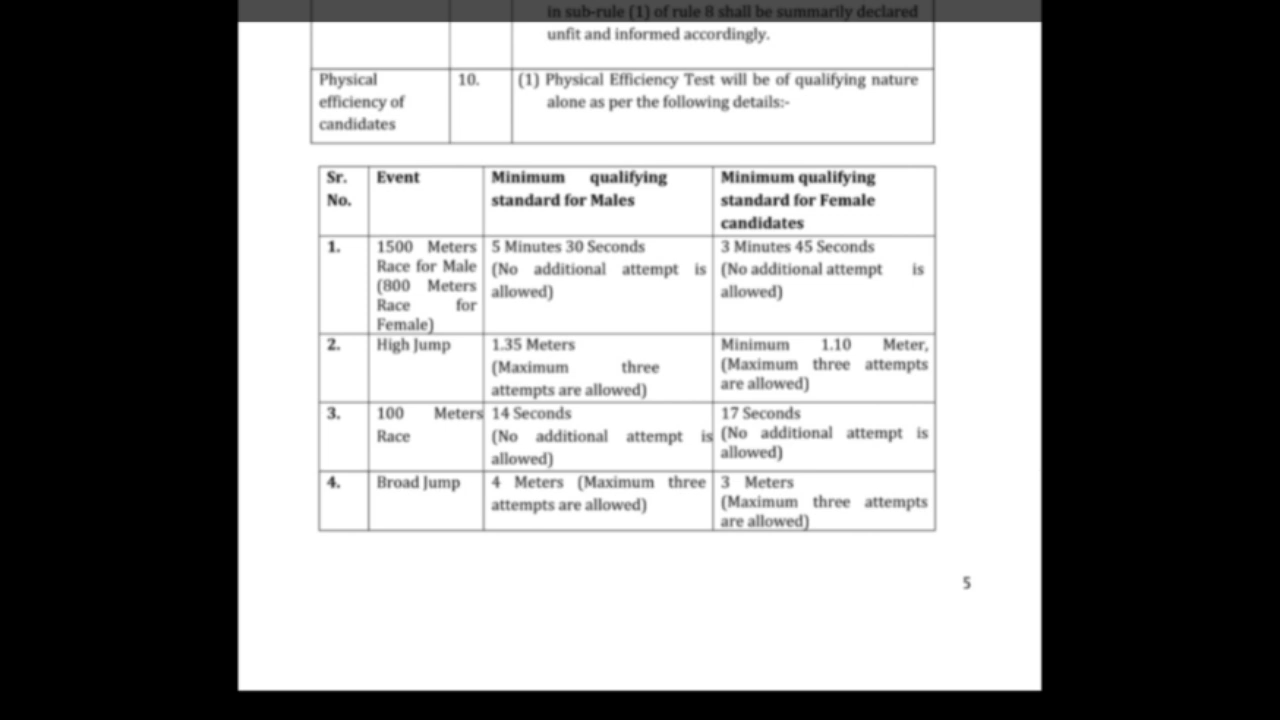 in sub-rule (1) of rule 8 shall be summarily declared
unfit and informed accordingly.
Physical
efficiency of
candidates
10.
(1) Physical Efficiency Test will be of qualifying nature
alone as per the following details:-
Sr.
No.
Event
Minimum qualifying
standard for Males
Minimum qualifying
standard for Female
candidates
1.
1500 Meters
Race for Male
(800 Meters
Race for
Female)
5 Minutes 30 Seconds
(No additional attempt is
allowed)
3 Minutes 45 Seconds
(No additional attempt is
allowed)
2.
High Jump
1.35 Meters
(Maximum three
attempts are allowed)
Minimum 1.10 Meter,
(Maximum three attempts
are allowed)
3.
100 Meters
Race
14 Seconds
(No additional attempt is
allowed)
17 Seconds
(No additional attempt is
allowed)
4.
Broad Jump
4 Meters (Maximum three
attempts are allowed)
3 Meters
(Maximum three attempts
are allowed)
5